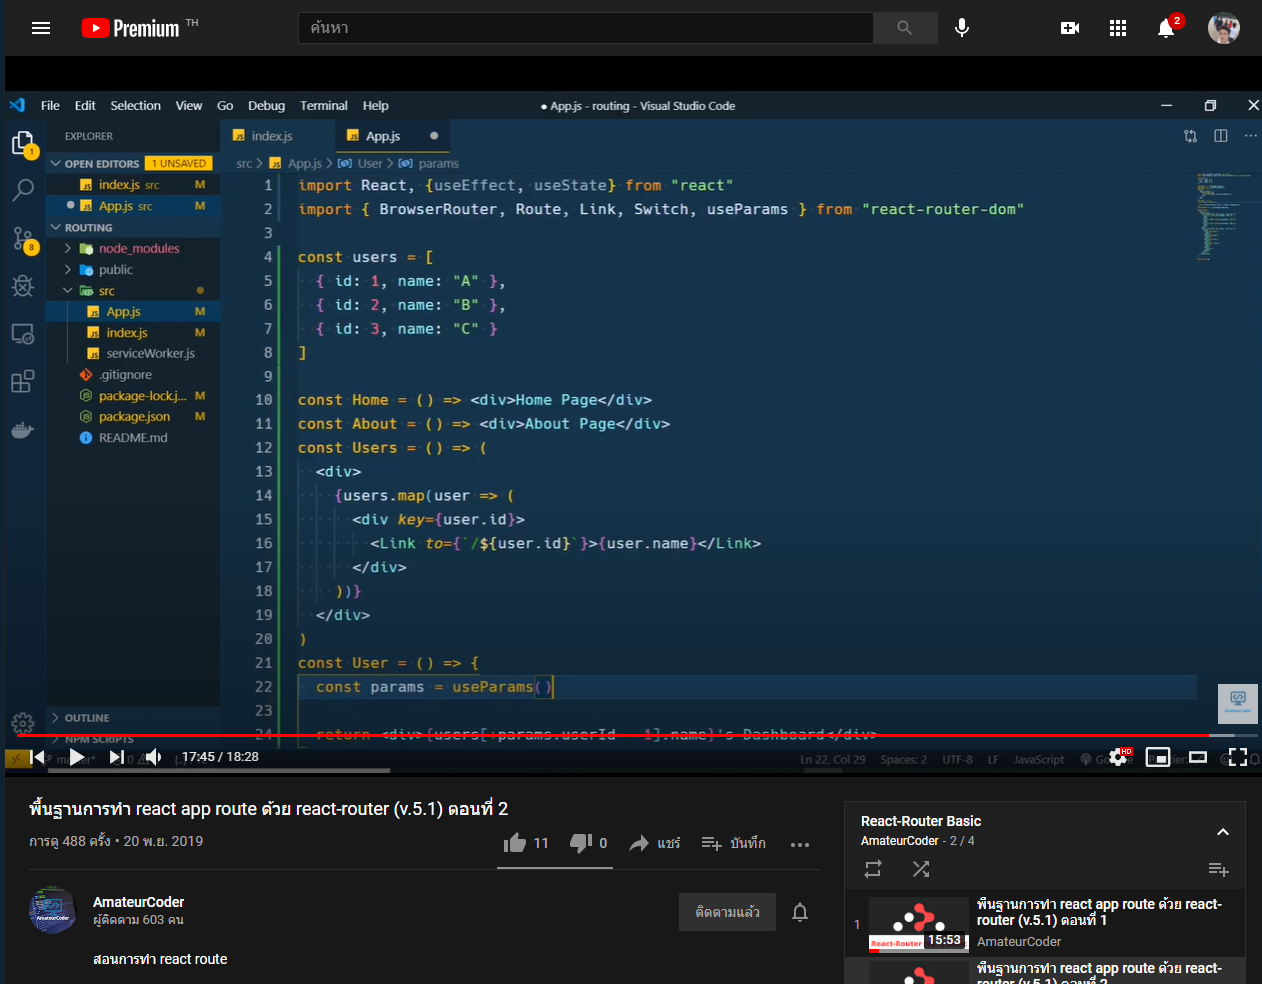 Premium TH
ค้นหา
2
File Edit Selection View Go Debug Terminal Help
● App.js - routing - Visual Studio Code
EXPLORER
index.js
App.js
OPEN EDITORS 1 UNSAVED
src > App.js > User > params
index.js src M
App.js src M
ROUTING
node_modules
public
src
App.js M
index.js M
serviceWorker.js
.gitignore
package-lock.j... M
package.json M
README.md
OUTLINE
NPM SCRIPTS
1
8
1 import React, {useEffect, useState} from "react"
2 import { BrowserRouter, Route, Link, Switch, useParams } from "react-router-dom"
3
4 const users = [
5 { id: 1, name: "A" },
6 { id: 2, name: "B" },
7 { id: 3, name: "C" }
8 ]
9
10 const Home = () => <div>Home Page</div>
11 const About = () => <div>About Page</div>
12 const Users = () => (
13 <div>
14 {users.map(user => (
15 <div key={user.id}>
16 <Link to={`/${user.id}`}>{user.name}</Link>
17 </div>
18 ))}
19 </div>
20 )
21 const User = () => {
22 const params = useParams()
23
24 return <div>{users[+params.userId - 1].name}'s Dashboard</div>
17:45 / 18:28
Ln 22, Col 29 Spaces: 2 UTF-8 LF JavaScript
HD
พื้นฐานการทำ react app route ด้วย react-router (v.5.1) ตอนที่ 2
การดู 488 ครั้ง • 20 พ.ย. 2019
11 0 แชร์ บันทึก
AmateurCoder
ผู้ติดตาม 603 คน
ติดตามแล้ว
สอนการทำ react route
React-Router Basic
AmateurCoder - 2 / 4
1
React-Router
15:53
พื้นฐานการทำ react app route ด้วย react-
router (v.5.1) ตอนที่ 1
AmateurCoder
พื้นฐานการทำ react app route ด้วย react-
router (v.5.1) ตอนที่ 2